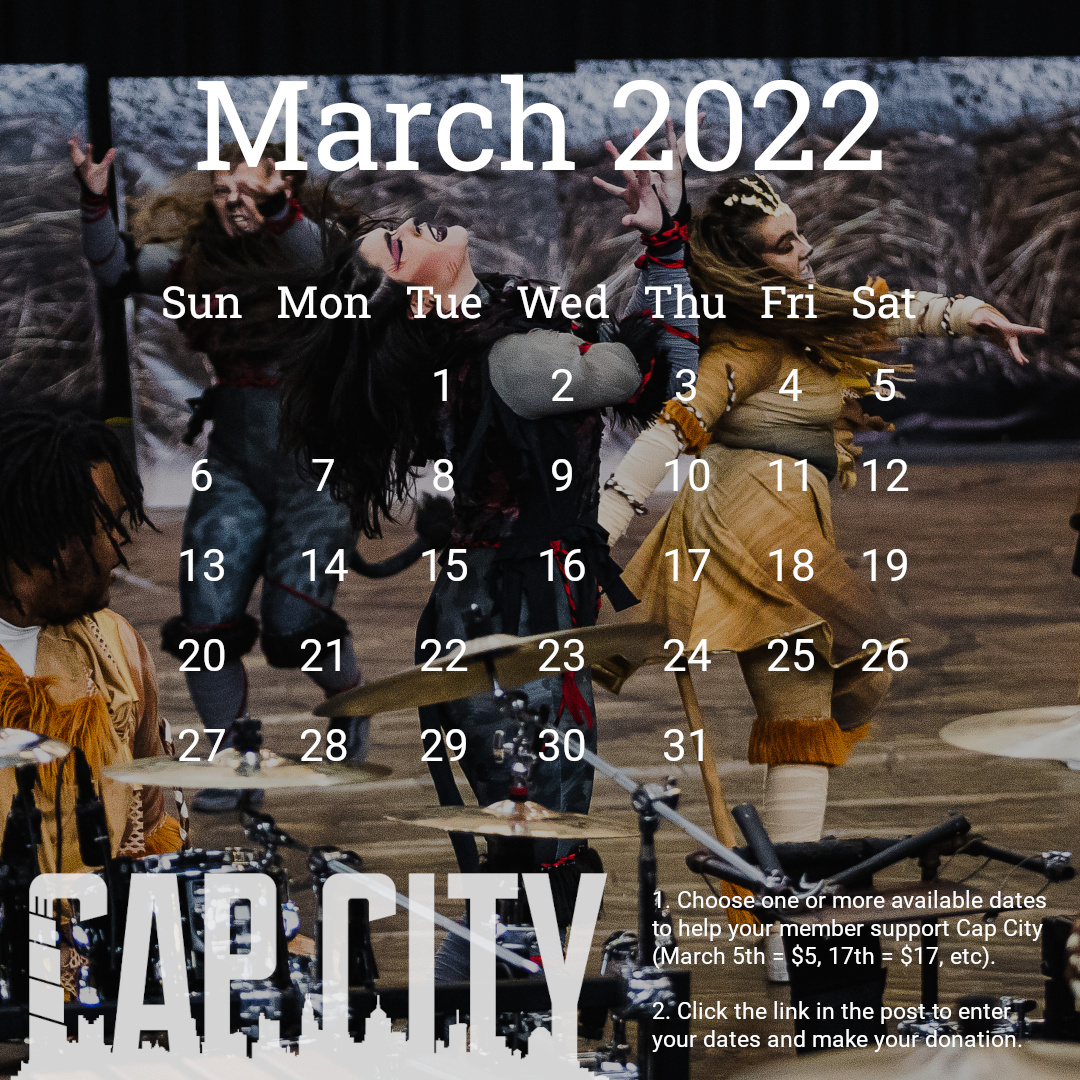 March 2022
Sun Mon Tue Wed Thu Fri Sat
1 2 3 4 5
6 7 8 9 10 11 12
13 14 15 16 17 18 19
20 21 22 23 24 25 26
27 28 29 30 31
CAP CITY
1. Choose one or more available dates
to help your member support Cap City
(March 5th = $5, 17th = $17, etc).
2. Click the link in the post to enter
your dates and make your donation.